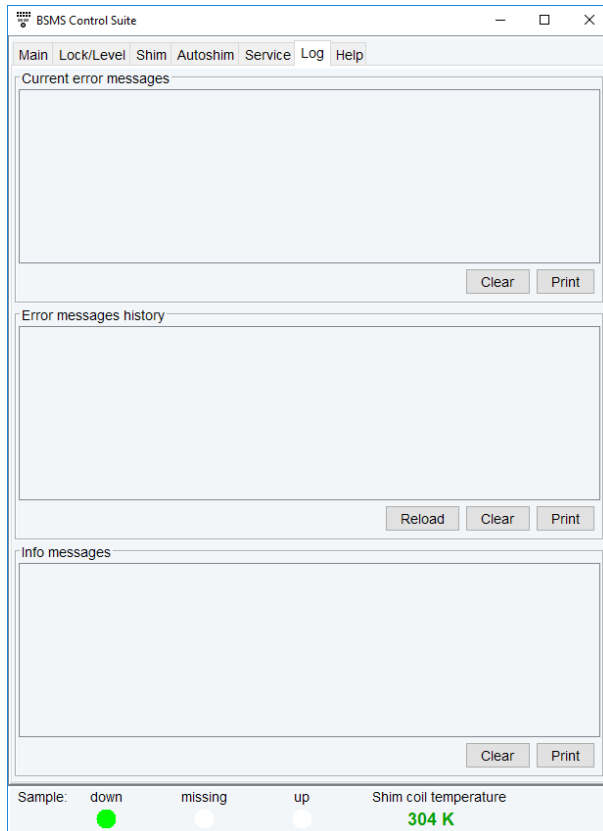 BSMS Control Suite
Main Lock/Level Shim Autoshim Service Log Help
Current error messages
Clear Print
Error messages history
Reload Clear Print
Info messages
Clear Print
Sample: down missing up Shim coil temperature
304 K